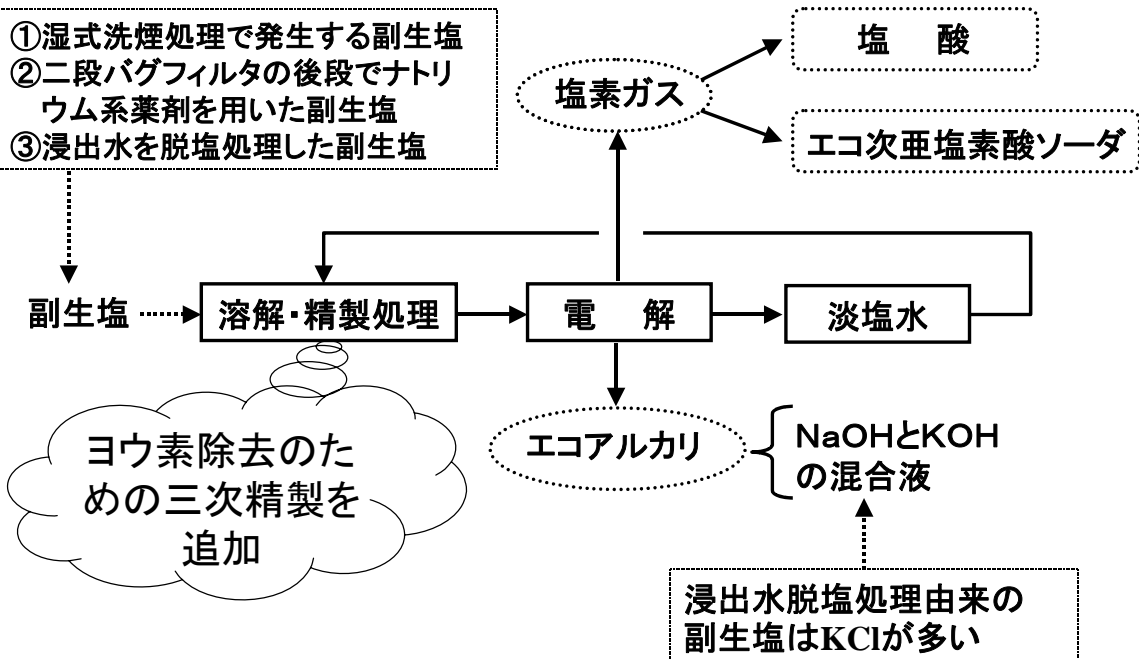 ①湿式洗煙処理で発生する副生塩
②二段バグフィルタの後段でナトリ
ウム系薬剤を用いた副生塩
③浸出水を脱塩処理した副生塩
塩　酸
塩素ガス
エコ次亜塩素酸ソーダ
副生塩
溶解・精製処理
電　解
淡塩水
ヨウ素除去のた
めの三次精製を
追加
エコアルカリ
NaOHとKOH
の混合液
浸出水脱塩処理由来の
副生塩はKClが多い